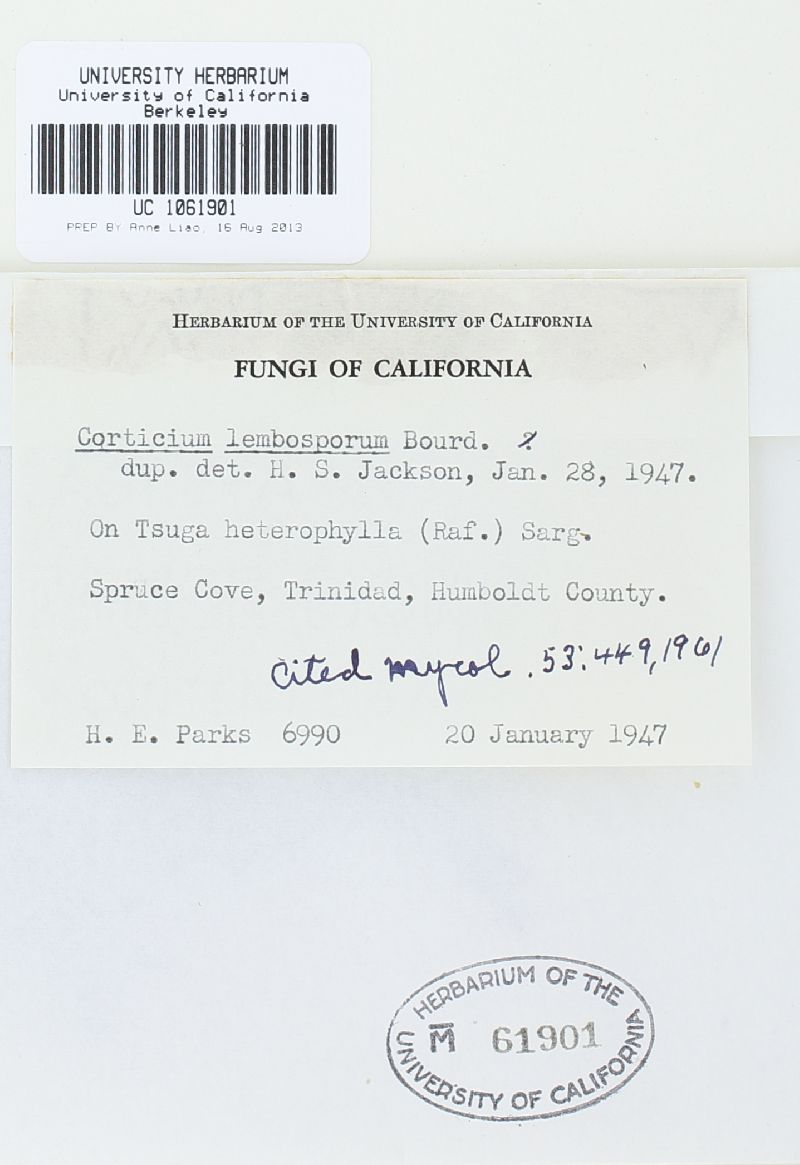 UNIVERSITY HERBARIUM
University of California
Berkeley
UC 1061901
PREP BY Anne Liao, 16 Aug 2013
HERBARIUM OF THE UNIVERSITY OF CALIFORNIA
FUNGI OF CALIFORNIA
Corticium lembosporum Bourd. ?
dup. det. H. S. Jackson, Jan. 28, 1947.
On Tsuga heterophylla (Raf.) Sarg.
Spruce Cove, Trinidad, Humboldt County.
Cited Mycol. 53:449, 1961
H. E. Parks 6990 20 January 1947
HERBARIUM OF THE
M̅ 61901
UNIVERSITY OF CALIFORNIA